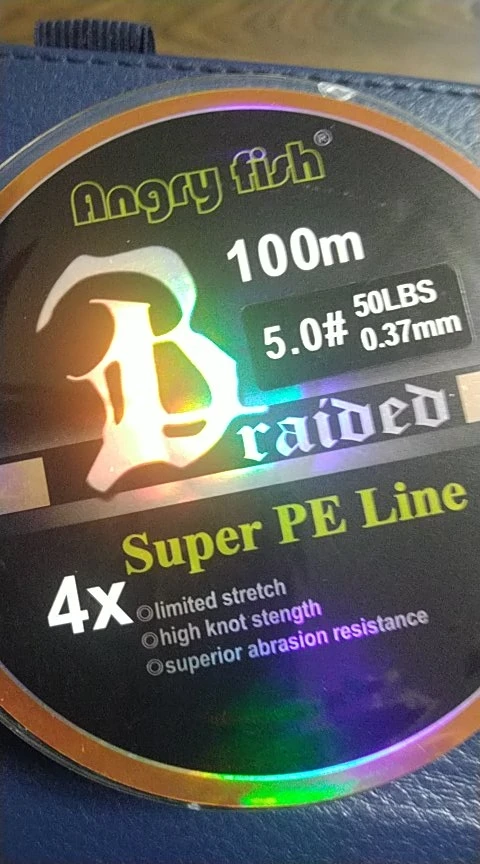 Angry fish®
100m
5.0# 50LBS
0.37mm
Braided
Super PE Line
4x
◎limited stretch
◎high knot stength
◎superior abrasion resistance